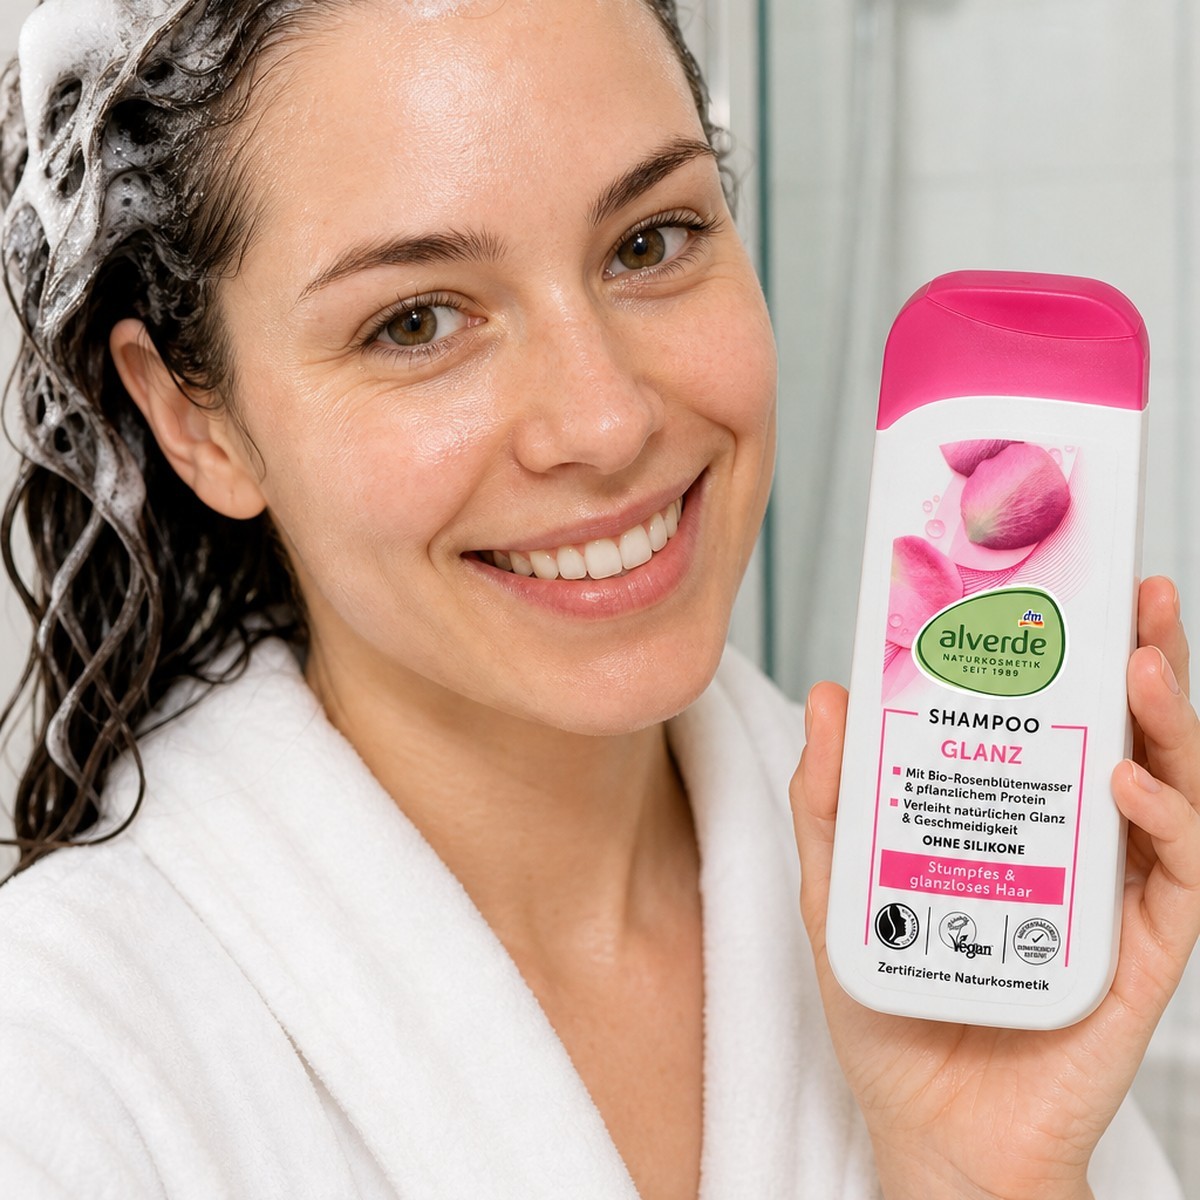 dm
alverde
NATURKOSMETIK
SEIT 1989
SHAMPOO
GLANZ
Mit Bio-Rosenblütenwasser
& pflanzlichem Protein
Verleiht natürlichen Glanz
& Geschmeidigkeit
OHNE SILIKONE
Stumpfes &
glanzloses Haar
Vegan
Zertifizierte Naturkosmetik